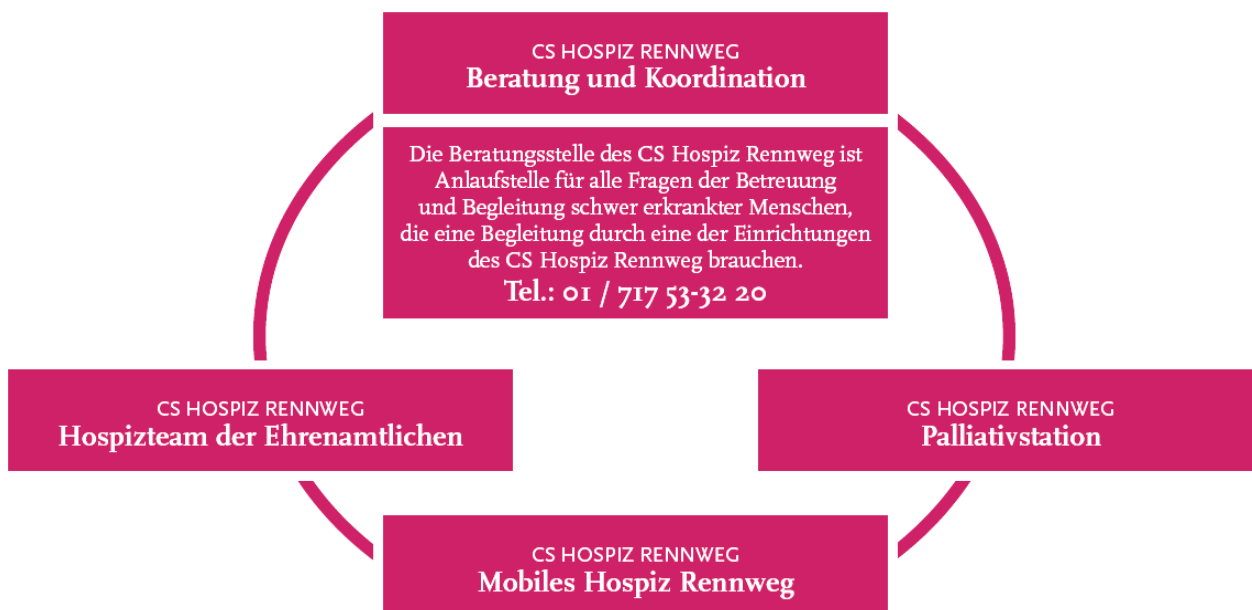 CS HOSPIZ RENNWEG
Beratung und Koordination
Die Beratungsstelle des CS Hospiz Rennweg ist
Anlaufstelle für alle Fragen der Betreuung
und Begleitung schwer erkrankter Menschen,
die eine Begleitung durch eine der Einrichtungen
des CS Hospiz Rennweg brauchen.
Tel.: 01 / 717 53-32 20
CS HOSPIZ RENNWEG
Hospizteam der Ehrenamtlichen
CS HOSPIZ RENNWEG
Palliativstation
CS HOSPIZ RENNWEG
Mobiles Hospiz Rennweg